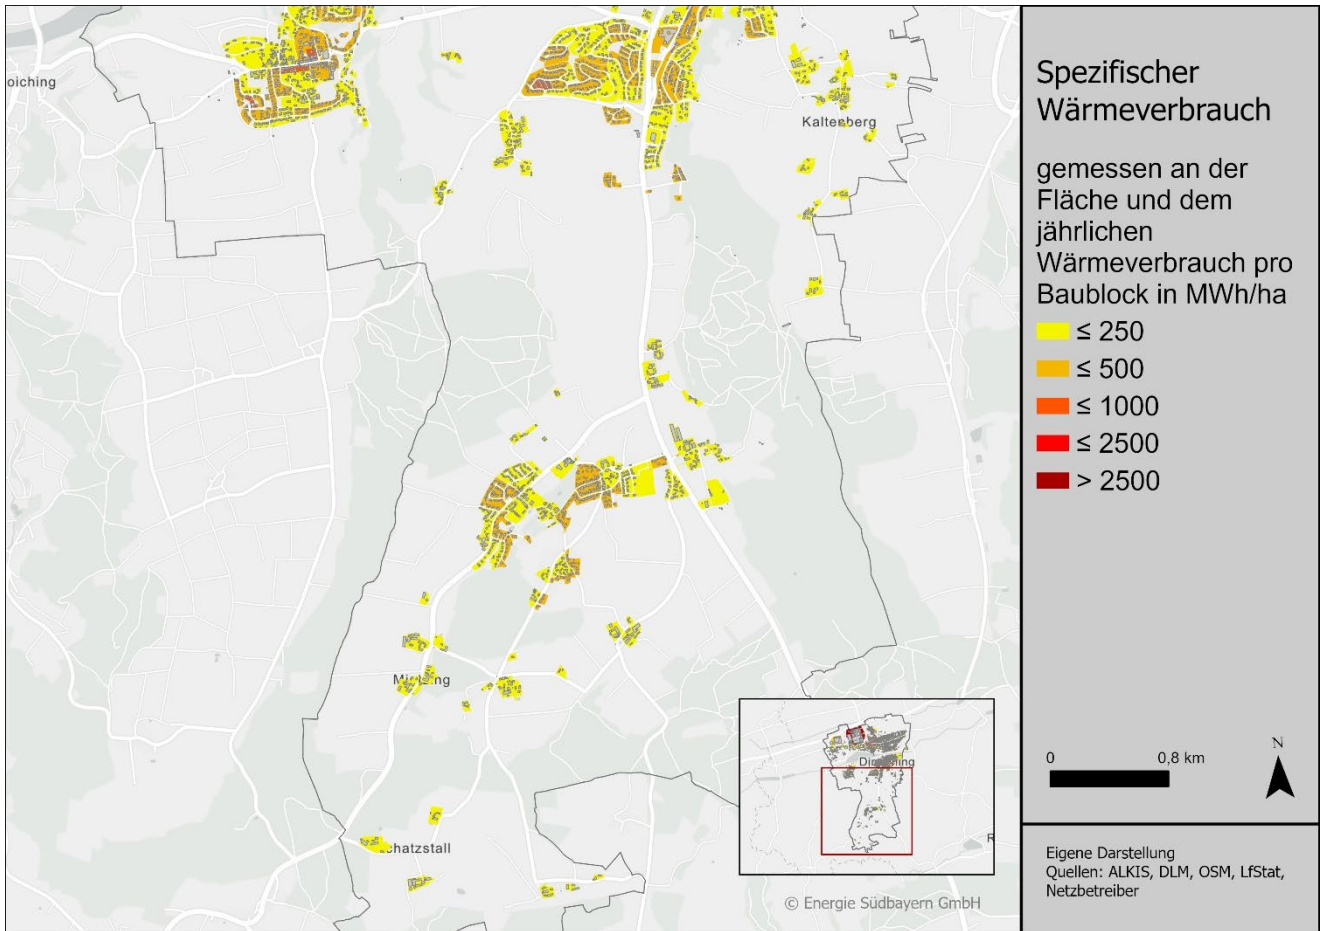 oiching
Kaltenberg
chatzstall
© Energie Südbayern GmbH
Spezifischer
Wärmeverbrauch
gemessen an der
Fläche und dem
jährlichen
Wärmeverbrauch pro
Baublock in MWh/ha
≤ 250
≤ 500
≤ 1000
≤ 2500
> 2500
0 0,8 km
N
Eigene Darstellung
Quellen: ALKIS, DLM, OSM, LfStat,
Netzbetreiber